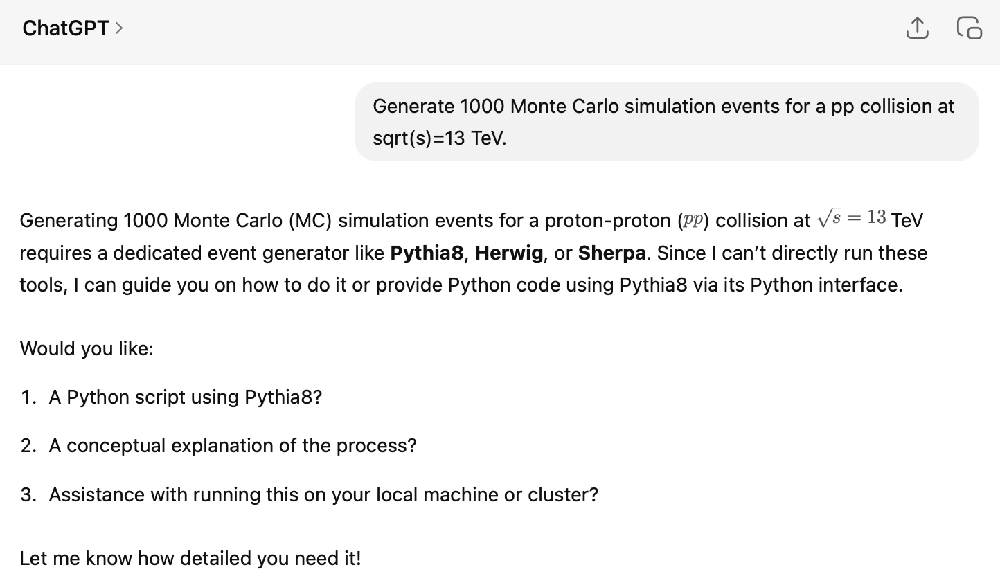 ChatGPT >
Generate 1000 Monte Carlo simulation events for a pp collision at
sqrt(s)=13 TeV.
Generating 1000 Monte Carlo (MC) simulation events for a proton-proton (pp) collision at √s = 13 TeV
requires a dedicated event generator like Pythia8, Herwig, or Sherpa. Since I can’t directly run these
tools, I can guide you on how to do it or provide Python code using Pythia8 via its Python interface.
Would you like:
1. A Python script using Pythia8?
2. A conceptual explanation of the process?
3. Assistance with running this on your local machine or cluster?
Let me know how detailed you need it!